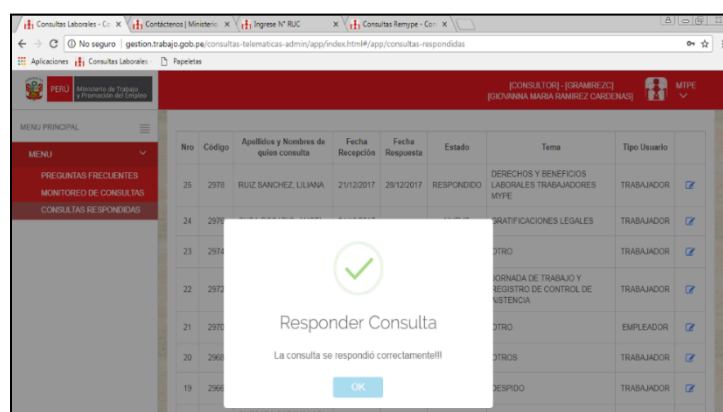 Consultas Laborales - Co
Contáctenos | Ministerio
Ingrese N° RUC
Consultas Remype - Con
No seguro | gestion.trabajo.gob.pe/consultas-telematicas-admin/app/index.html#/app/consultas-respondidas
Aplicaciones
Consultas Laborales -
Papeletas
PERÚ
Ministerio de Trabajo
y Promoción del Empleo
[CONSULTOR] - [GRAMIREZC]
[GIOVANNA MARIA RAMIREZ CARDENAS]
MTPE
MENU PRINCIPAL
MENU
PREGUNTAS FRECUENTES
MONITOREO DE CONSULTAS
CONSULTAS RESPONDIDAS
Nro Código Apellidos y Nombres de quien consulta Fecha Recepción Fecha Respuesta Estado Tema Tipo Usuario
25 2978 RUIZ SANCHEZ, LILIANA 21/12/2017 28/12/2017 RESPONDIDO DERECHOS Y BENEFICIOS LABORALES TRABAJADORES MYPE TRABAJADOR
24 GRATIFICACIONES LEGALES TRABAJADOR
23 2974 OTRO TRABAJADOR
22 2972 JORNADA DE TRABAJO Y REGISTRO DE CONTROL DE ASISTENCIA TRABAJADOR
21 2970 OTRO EMPLEADOR
20 2968 OTROS TRABAJADOR
19 2966 DESPIDO TRABAJADOR
Responder Consulta
La consulta se respondió correctamente!!!
OK